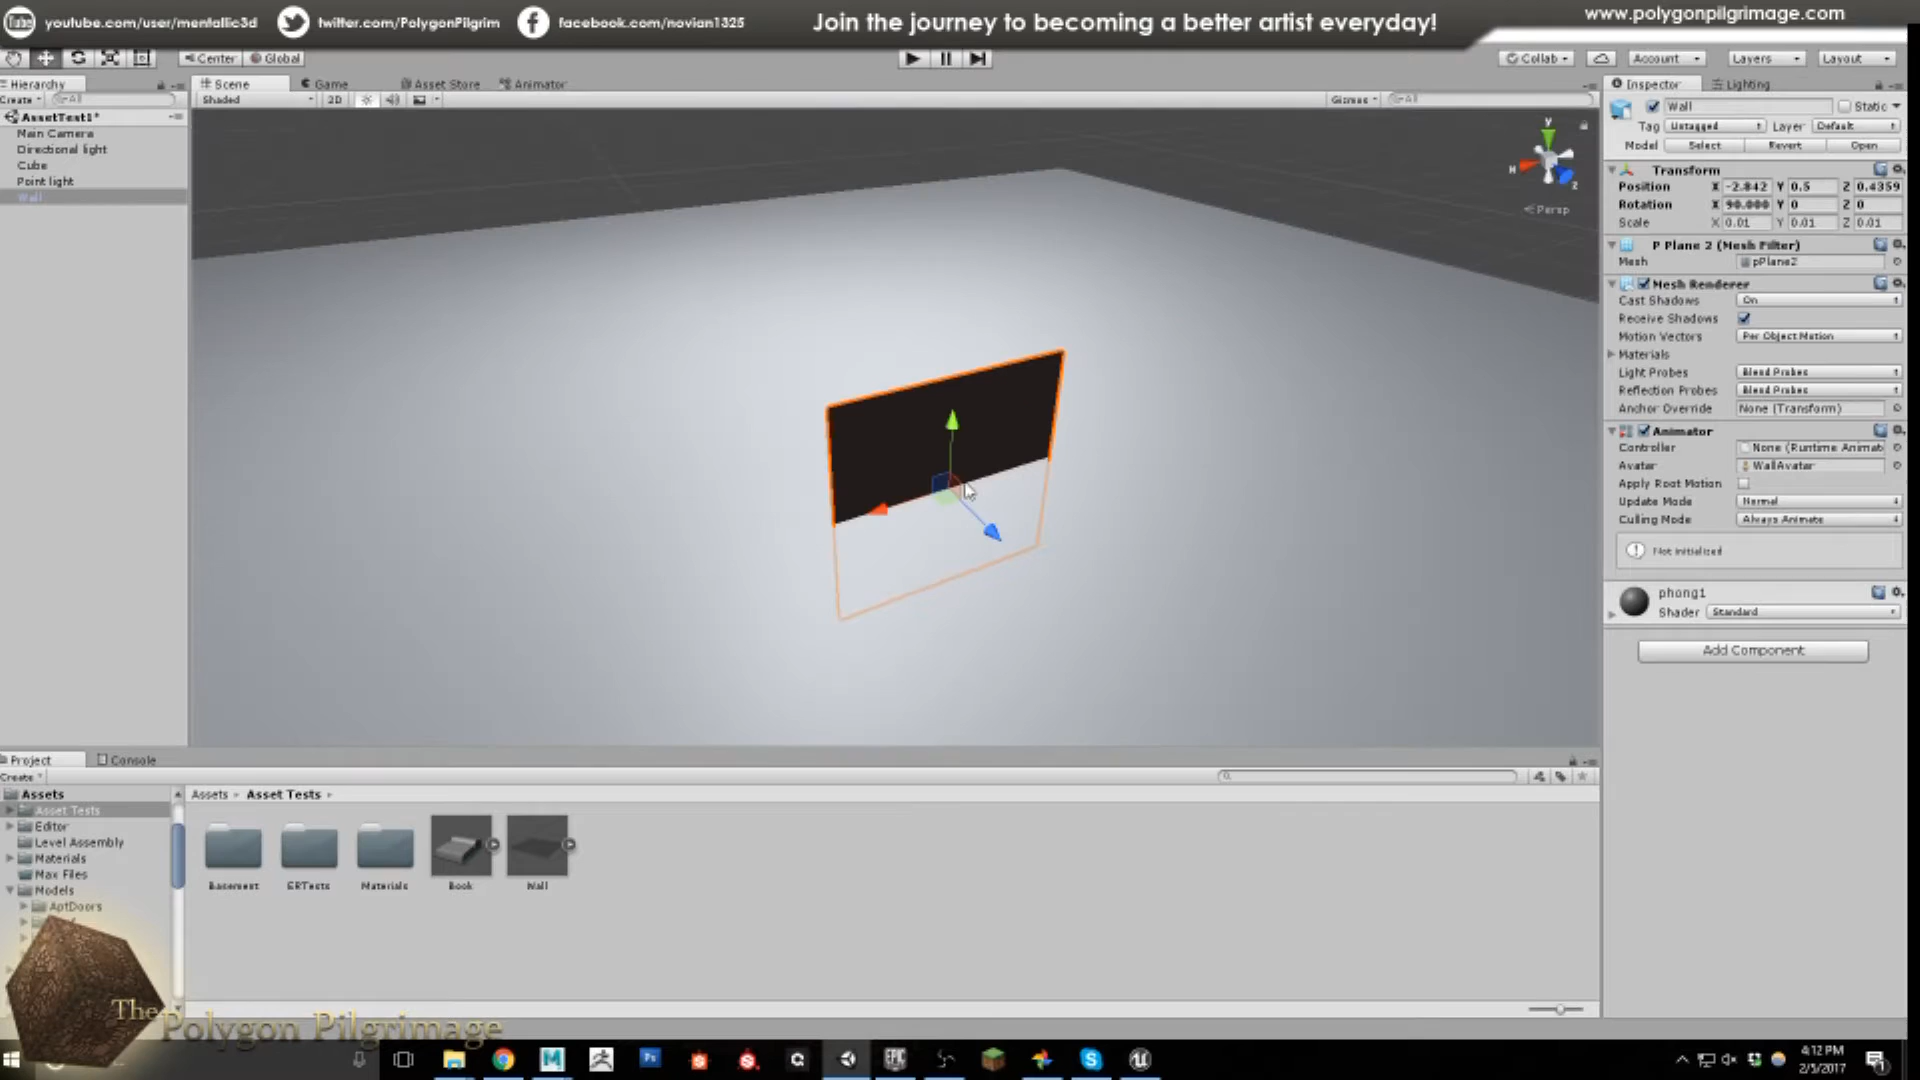 youtube.com/user/mentallic3d
twitter.com/PolygonPilgrim
facebook.com/novian1325
Join the journey to becoming a better artist everyday!
www.polygonpilgrimage.com
Center
Global
Collab
Account
Layers
Layout
Hierarchy
Create
All
AssetTest1*
Main Camera
Directional light
Cube
Point light
Wall
Scene
Game
Asset Store
Animator
Shaded
2D
Gizmos
All
y
z
Persp
Inspector
Lighting
Wall
Static
Tag
Untagged
Layer
Default
Model
Select
Revert
Open
Transform
Position X -2.842 Y 0.5 Z 0.4359
Rotation X 90.000 Y 0 Z 0
Scale X 0.01 Y 0.01 Z 0.01
P Plane 2 (Mesh Filter)
Mesh pPlane2
Mesh Renderer
Cast Shadows On
Receive Shadows
Motion Vectors Per Object Motion
Materials
Light Probes Blend Probes
Reflection Probes Blend Probes
Anchor Override None (Transform)
Animator
Controller None (Runtime Animat
Avatar WallAvatar
Apply Root Motion
Update Mode Normal
Culling Mode Always Animate
Not initialized
phong1
Shader Standard
Add Component
Project
Console
Create
Assets
Asset Tests
Editor
Level Assembly
Materials
Max Files
Models
AptDoors
Assets
Asset Tests
Basement
ERTests
Materials
Book
Wall
The Polygon Pilgrimage
Ps
EPIC
4:12 PM
2/5/2017